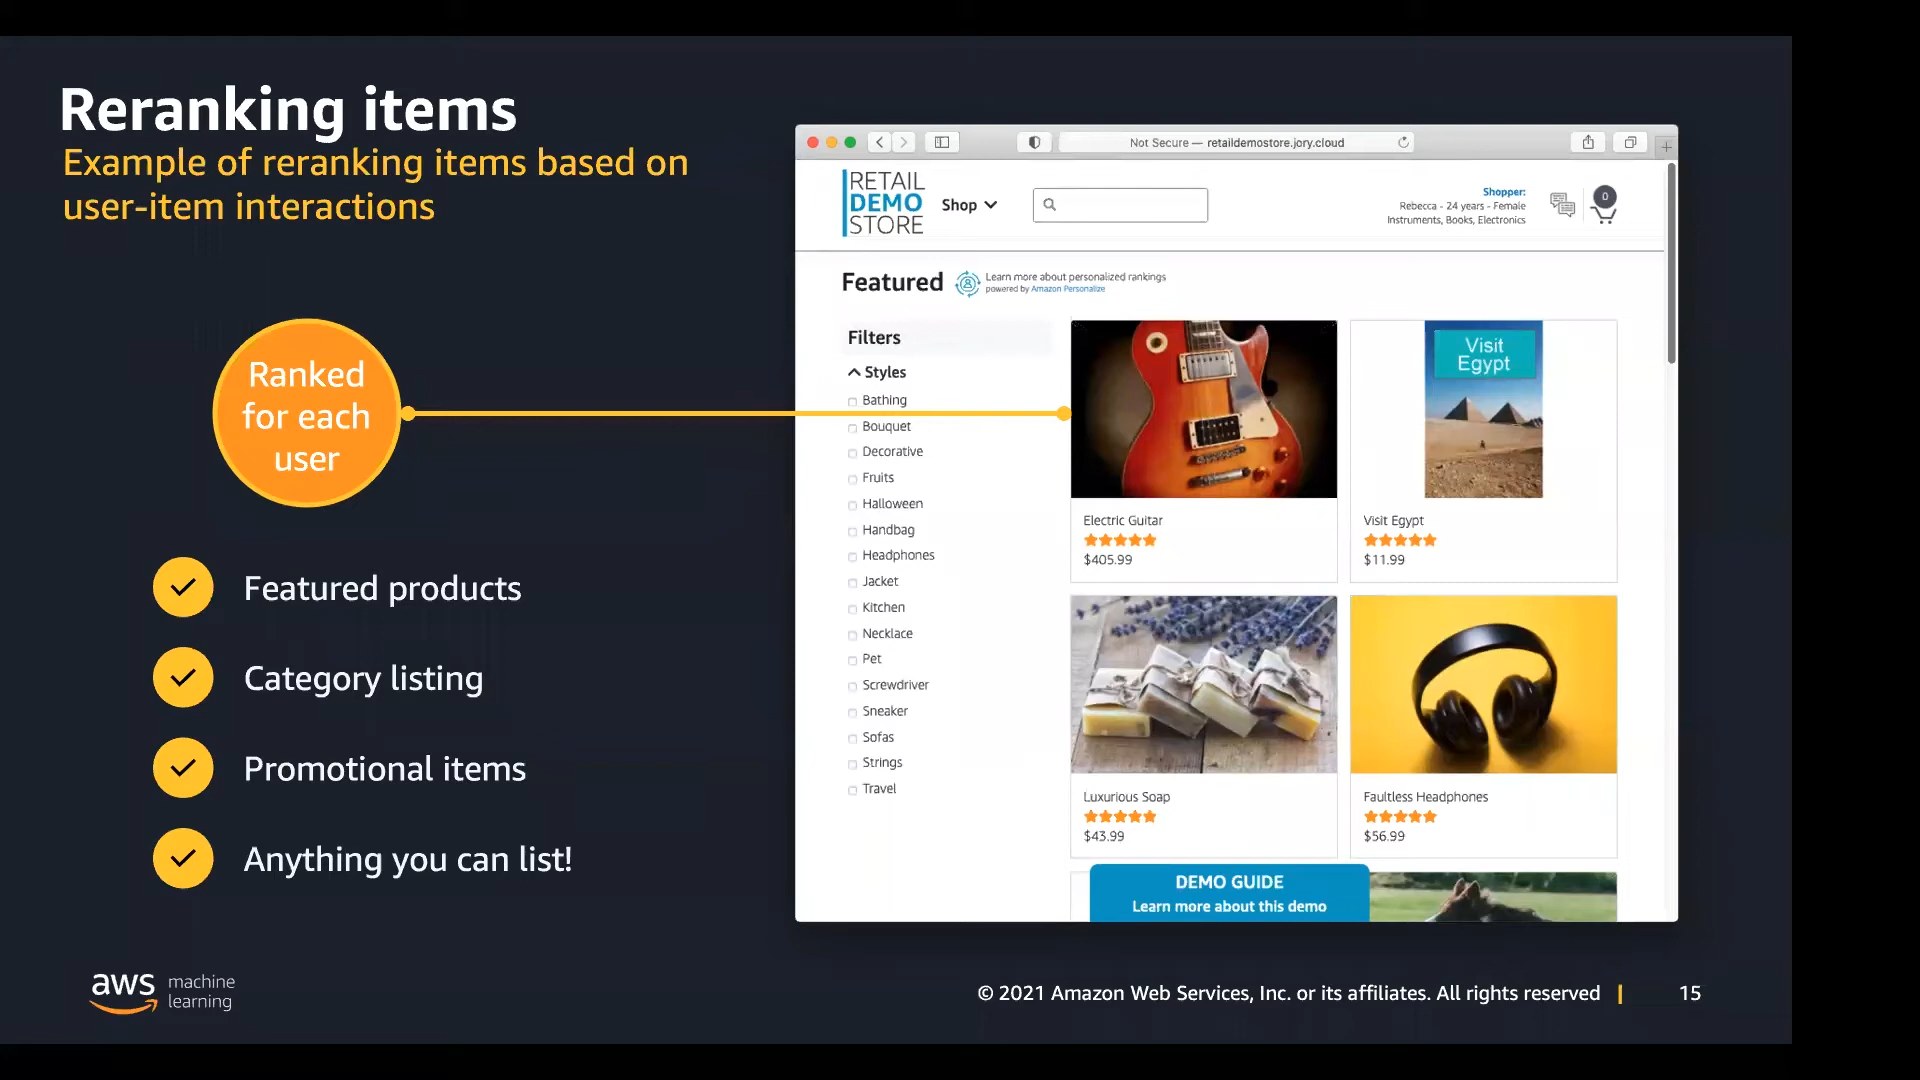 Reranking items
Example of reranking items based on
user-item interactions
Ranked
for each
user
Featured products
Category listing
Promotional items
Anything you can list!
Not Secure — retaildemostore.jory.cloud
RETAIL
DEMO
STORE
Shop
Shopper:
Rebecca - 24 years - Female
Instruments, Books, Electronics
0
Featured
Learn more about personalized rankings
powered by Amazon Personalize
Filters
Styles
Bathing
Bouquet
Decorative
Fruits
Halloween
Handbag
Headphones
Jacket
Kitchen
Necklace
Pet
Screwdriver
Sneaker
Sofas
Strings
Travel
Visit
Egypt
Electric Guitar
$405.99
Visit Egypt
$11.99
Luxurious Soap
$43.99
Faultless Headphones
$56.99
DEMO GUIDE
Learn more about this demo
aws machine
learning
© 2021 Amazon Web Services, Inc. or its affiliates. All rights reserved | 15